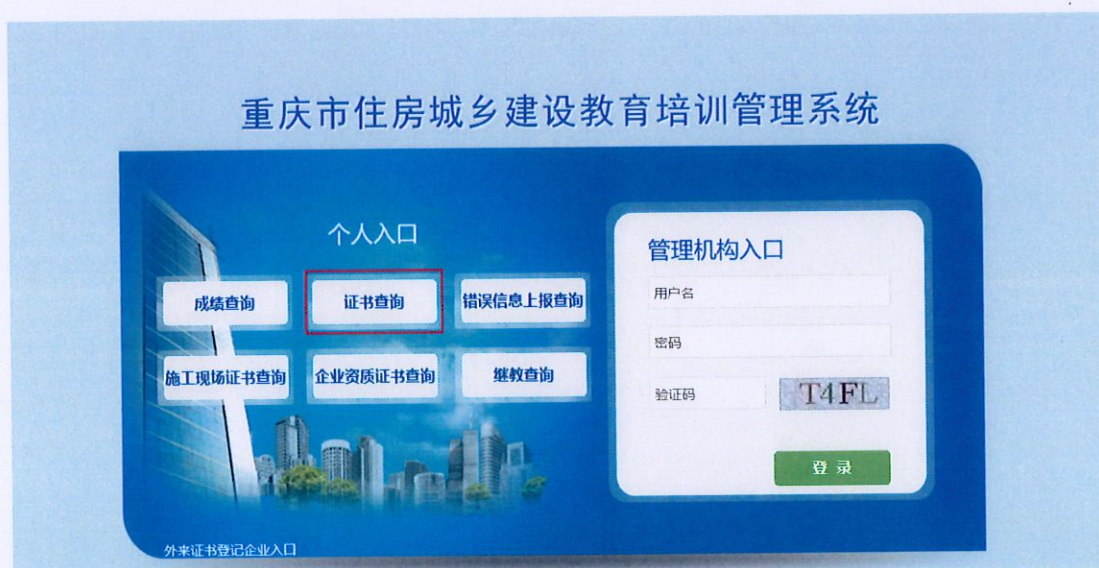 重庆市住房城乡建设教育培训管理系统
个人入口
成绩查询
证书查询
错误信息上报查询
施工现场证书查询
企业资质证书查询
继教查询
外来证书登记企业入口
管理机构入口
用户名
密码
验证码
T4FL
登录